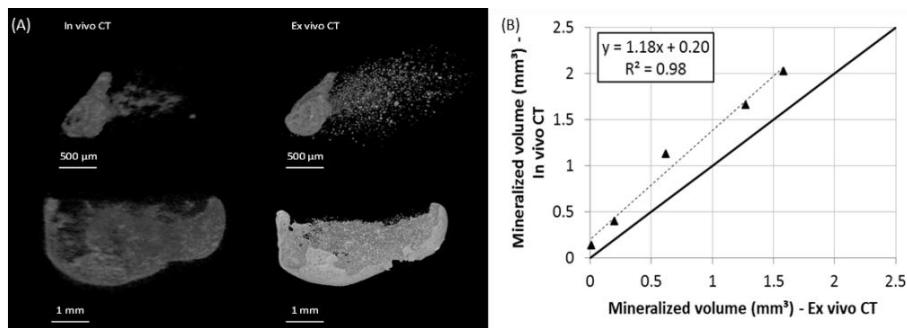 (A)
In vivo CT
Ex vivo CT
500 µm
500 µm
1 mm
1 mm
(B)
y = 1.18x + 0.20
R² = 0.98
Mineralized volume (mm³) -
In vivo CT
2.5
2
1.5
1
0.5
0
0
0.5
1
1.5
2
2.5
Mineralized volume (mm³) - Ex vivo CT